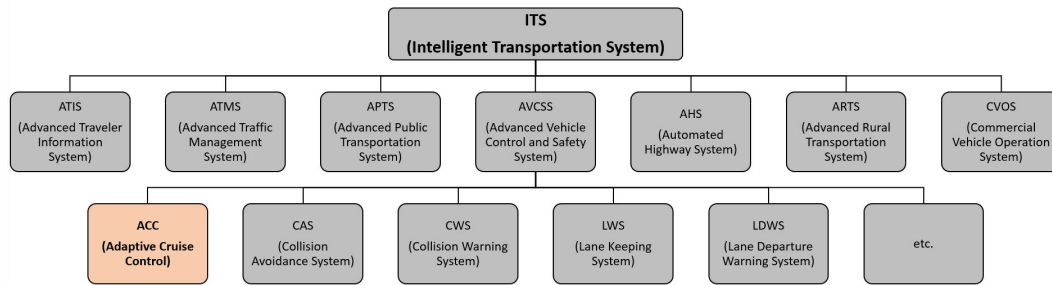 ITS
(Intelligent Transportation System)
ATIS
(Advanced Traveler
Information
System)
ATMS
(Advanced Traffic
Management
System)
APTS
(Advanced Public
Transportation
System)
AVCSS
(Advanced Vehicle
Control and Safety
System)
AHS
(Automated
Highway System)
ARTS
(Advanced Rural
Transportation
System)
CVOS
(Commercial
Vehicle Operation
System)
ACC
(Adaptive Cruise
Control)
CAS
(Collision
Avoidance System)
CWS
(Collision Warning
System)
LWS
(Lane Keeping
System)
LDWS
(Lane Departure
Warning System)
etc.